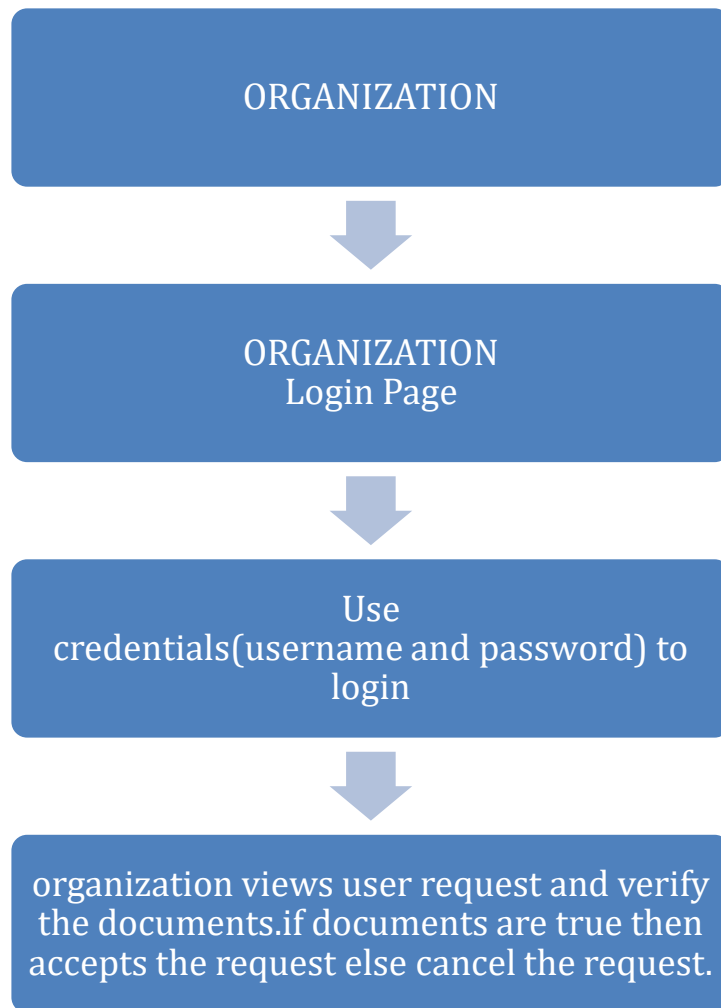 ORGANIZATION
ORGANIZATION
Login Page
Use
credentials(username and password) to
login
organization views user request and verify
the documents.if documents are true then
accepts the request else cancel the request.